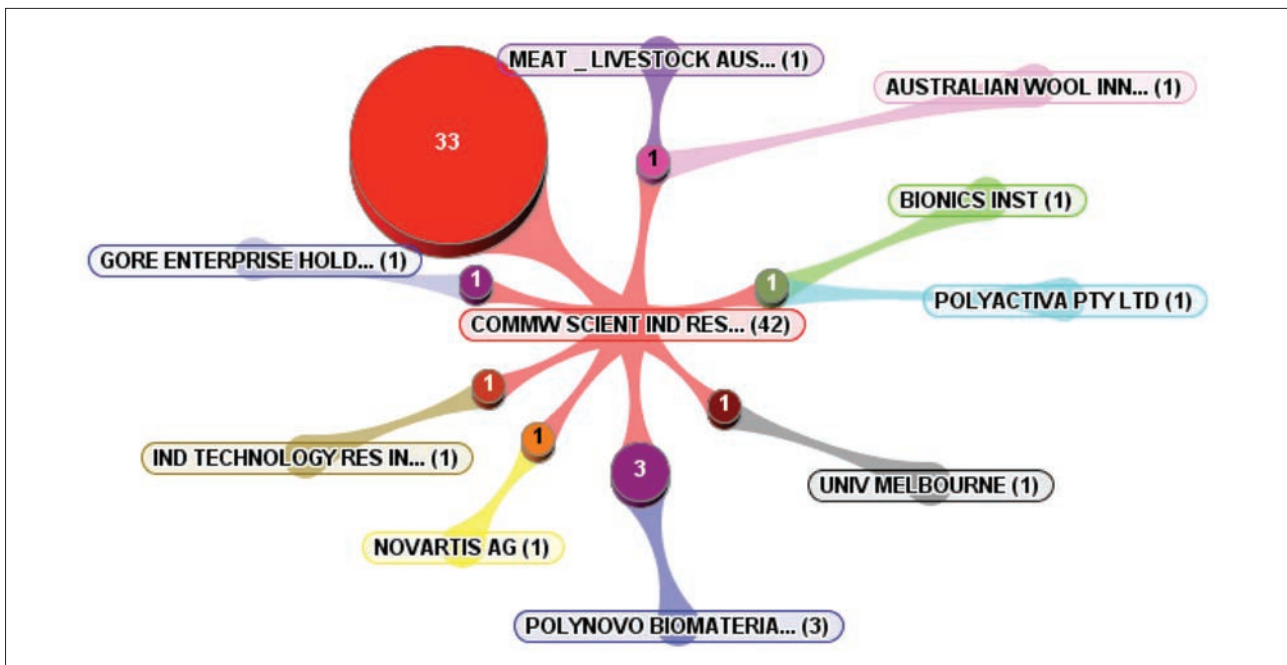 MEAT _ LIVESTOCK AUS... (1)
AUSTRALIAN WOOL INN... (1)
33
1
BIONICS INST (1)
GORE ENTERPRISE HOLD... (1)
1
1
POLYACTIVA PTY LTD (1)
COMMW SCIENT IND RES... (42)
1
1
1
3
IND TECHNOLOGY RES IN... (1)
UNIV MELBOURNE (1)
NOVARTIS AG (1)
POLYNOVO BIOMATERIA... (3)